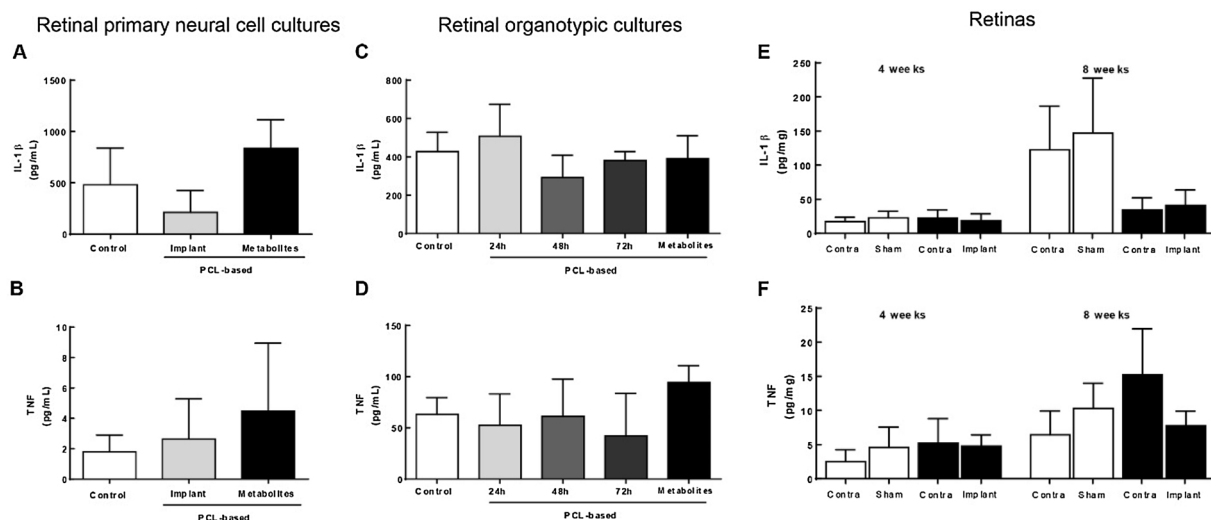 Retinal primary neural cell cultures
Retinal organotypic cultures
Retinas
A
1500
1000
500
0
IL-1 β
(pg/mL)
Control
Implant
Metabolites
PCL-based
B
10
8
6
4
2
0
TNF
(pg/mL)
Control
Implant
Metabolites
PCL-based
C
800
600
400
200
0
IL-1 β
(pg/mL)
Control
24h
48h
72h
Metabolites
PCL-based
D
150
100
50
0
TNF
(pg/mL)
Control
24h
48h
72h
Metabolites
PCL-based
E
250
200
150
100
50
0
IL-1 β
(pg/mg)
4 weeks
8 weeks
Contra
Sham
Contra
Implant
Contra
Sham
Contra
Implant
F
25
20
15
10
5
0
TNF
(pg/mg)
4 weeks
8 weeks
Contra
Sham
Contra
Implant
Contra
Sham
Contra
Implant